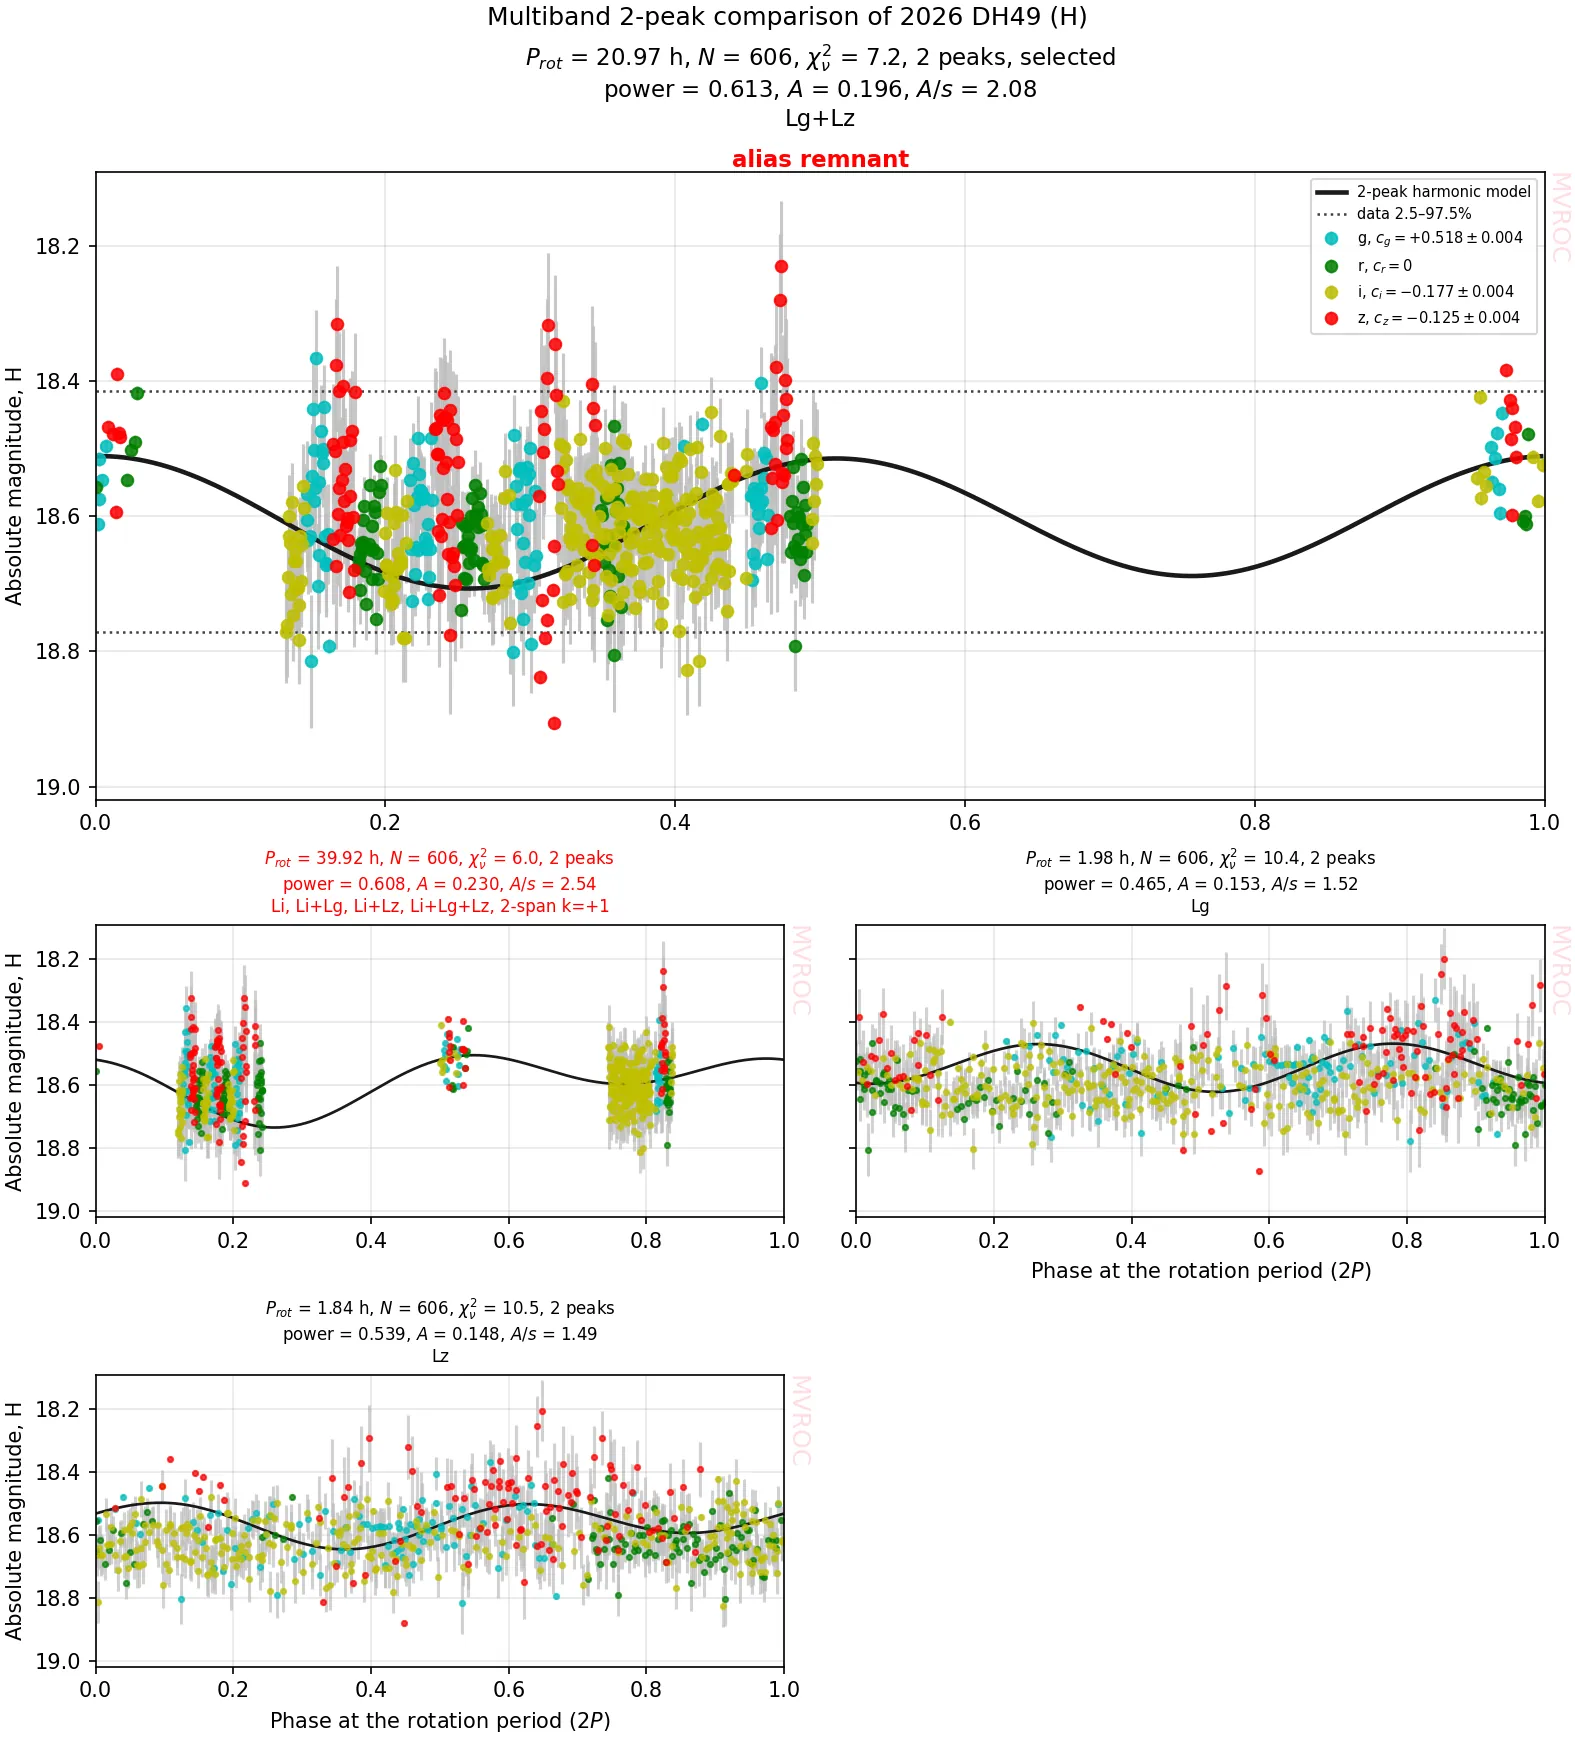 Multiband 2-peak comparison of 2026 DH49 (H)
P_rot = 20.97 h, N = 606, χ²_ν = 7.2, 2 peaks, selected
power = 0.613, A = 0.196, A/s = 2.08
Lg+Lz
alias remnant
2-peak harmonic model
data 2.5–97.5%
g, c_g = +0.518 ± 0.004
r, c_r = 0
i, c_i = −0.177 ± 0.004
z, c_z = −0.125 ± 0.004
MVROC
Absolute magnitude, H
18.2
18.4
18.6
18.8
19.0
0.0 0.2 0.4 0.6 0.8 1.0
P_rot = 39.92 h, N = 606, χ²_ν = 6.0, 2 peaks
power = 0.608, A = 0.230, A/s = 2.54
Li, Li+Lg, Li+Lz, Li+Lg+Lz, 2-span k=+1
MVROC
Absolute magnitude, H
18.2
18.4
18.6
18.8
19.0
0.0 0.2 0.4 0.6 0.8 1.0
P_rot = 1.98 h, N = 606, χ²_ν = 10.4, 2 peaks
power = 0.465, A = 0.153, A/s = 1.52
Lg
MVROC
0.0 0.2 0.4 0.6 0.8 1.0
Phase at the rotation period (2P)
P_rot = 1.84 h, N = 606, χ²_ν = 10.5, 2 peaks
power = 0.539, A = 0.148, A/s = 1.49
Lz
MVROC
Absolute magnitude, H
18.2
18.4
18.6
18.8
19.0
0.0 0.2 0.4 0.6 0.8 1.0
Phase at the rotation period (2P)